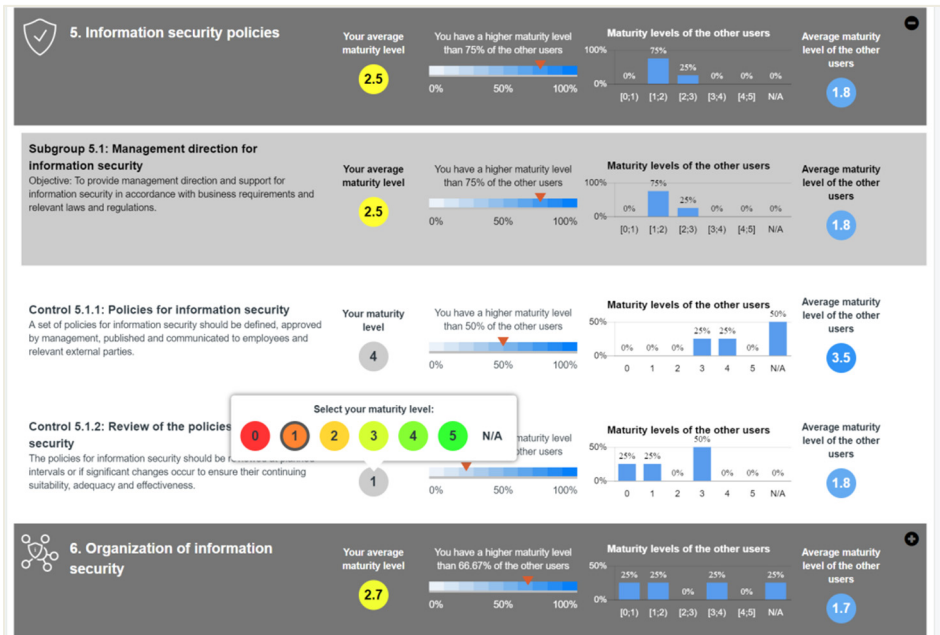 5. Information security policies
Your average
maturity level
2.5
You have a higher maturity level
than 75% of the other users
0% 50% 100%
Maturity levels of the other users
100%
0%
0% 75% 25% 0% 0% 0%
[0;1) [1;2) [2;3) [3;4) [4;5] N/A
Average maturity
level of the other
users
1.8
Subgroup 5.1: Management direction for
information security
Objective: To provide management direction and support for
information security in accordance with business requirements and
relevant laws and regulations.
Your average
maturity level
2.5
You have a higher maturity level
than 75% of the other users
0% 50% 100%
Maturity levels of the other users
100%
0%
0% 75% 25% 0% 0% 0%
[0;1) [1;2) [2;3) [3;4) [4;5] N/A
Average maturity
level of the other
users
1.8
Control 5.1.1: Policies for information security
A set of policies for information security should be defined, approved
by management, published and communicated to employees and
relevant external parties.
Your maturity
level
4
You have a higher maturity level
than 50% of the other users
0% 50% 100%
Maturity levels of the other users
50%
0%
0% 0% 0% 25% 25% 0% 50%
0 1 2 3 4 5 N/A
Average maturity
level of the other
users
3.5
Control 5.1.2: Review of the policies
security
The policies for information security should be
intervals or if significant changes occur to ensure their continuing
suitability, adequacy and effectiveness.
Select your maturity level:
0 1 2 3 4 5 N/A
1
maturity level
other users
0% 50% 100%
Maturity levels of the other users
50%
0%
25% 25% 0% 50% 0% 0% 0%
0 1 2 3 4 5 N/A
Average maturity
level of the other
users
1.8
6. Organization of information
security
Your average
maturity level
2.7
You have a higher maturity level
than 66.67% of the other users
0% 50% 100%
Maturity levels of the other users
50%
0%
25% 25% 0% 25% 0% 25%
[0;1) [1;2) [2;3) [3;4) [4;5] N/A
Average maturity
level of the other
users
1.7